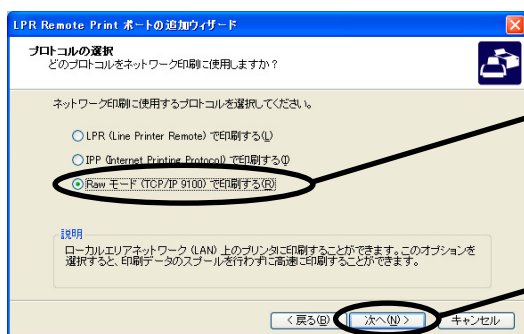 LPR Remote Print ポートの追加ウィザード
プロトコルの選択
どのプロトコルをネットワーク印刷に使用しますか?
ネットワーク印刷に使用するプロトコルを選択してください。
LPR (Line Printer Remote) で印刷する(L)
IPP (Internet Printing Protocol) で印刷する(I)
Raw モード (TCP/IP 9100) で印刷する(R)
説明
ローカルエリアネットワーク (LAN) 上のプリンタに印刷することができます。このオプションを
選択すると、印刷データのスプールを行わずに高速に印刷することができます。
< 戻る(B) 次へ(N) > キャンセル